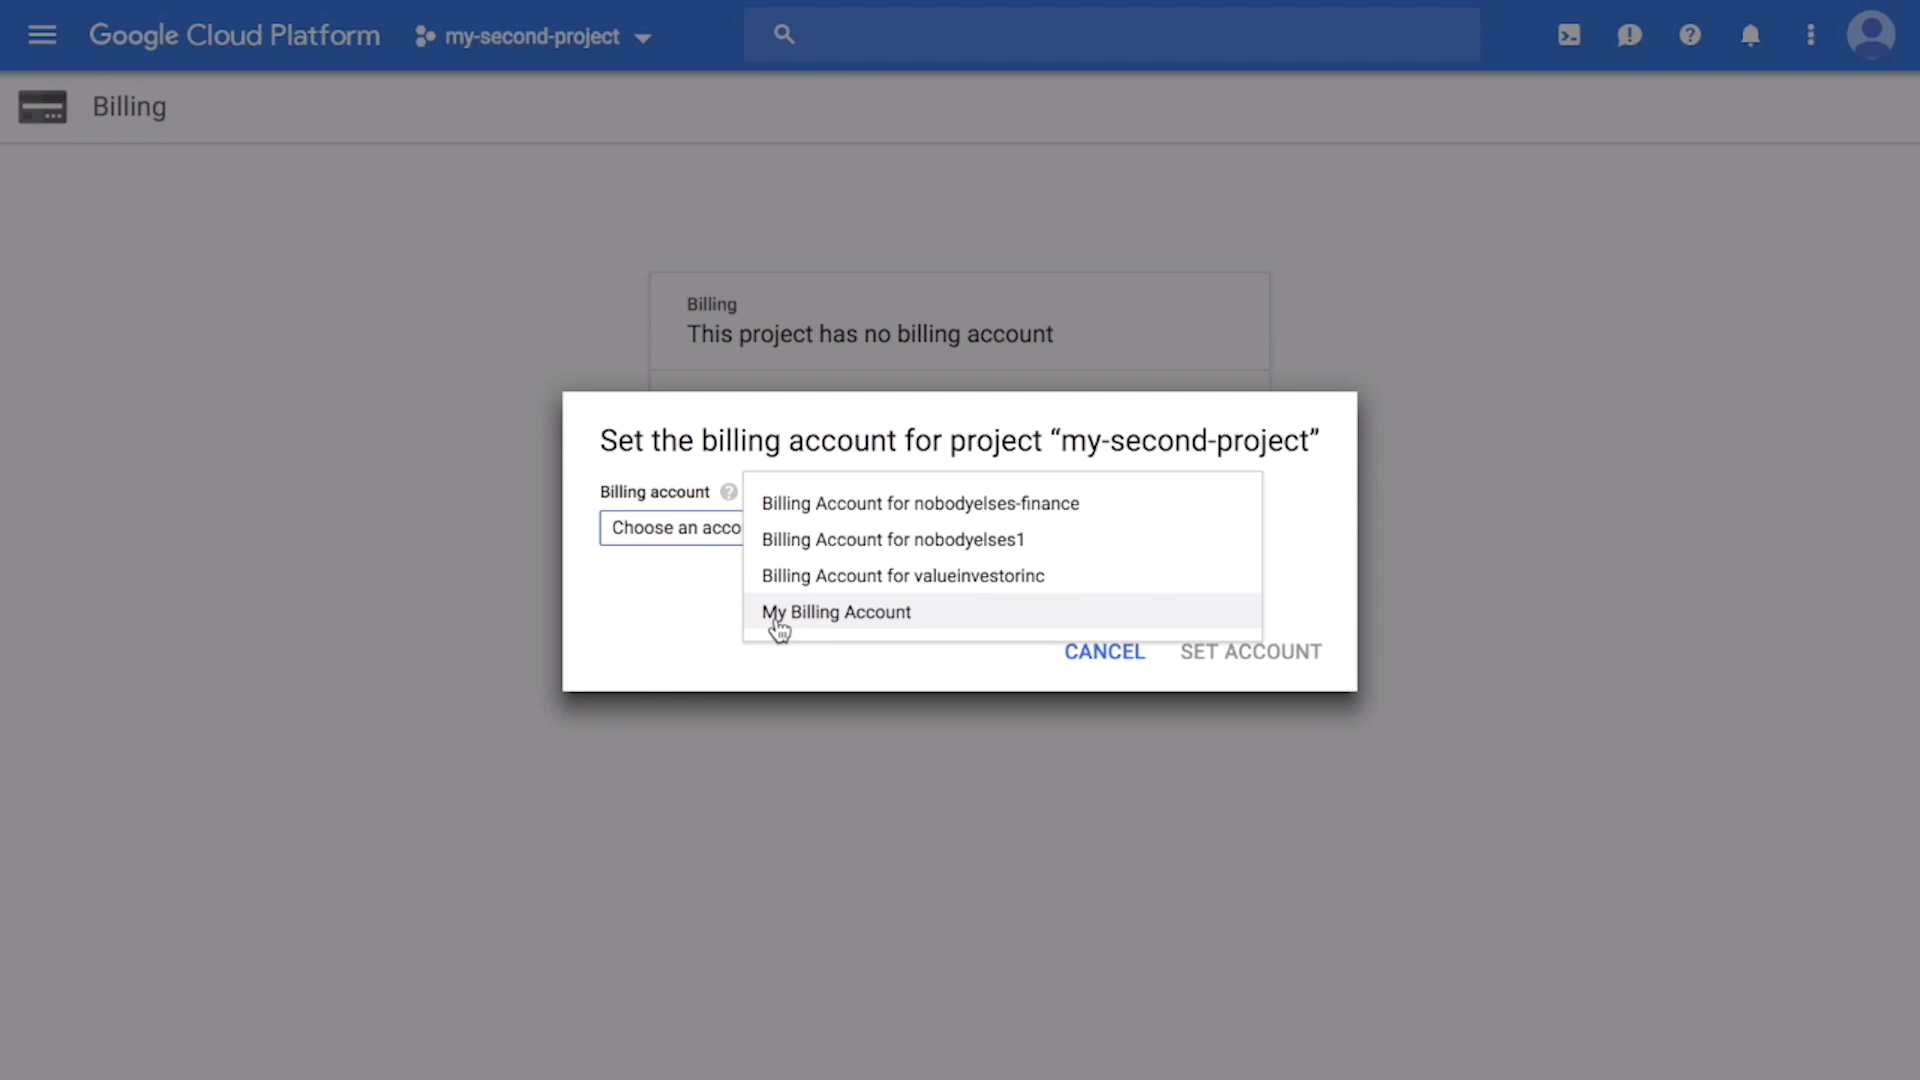 Google Cloud Platform
my-second-project
Billing
Billing
This project has no billing account
Set the billing account for project “my-second-project”
Billing account
Choose an acco
Billing Account for nobodyelses-finance
Billing Account for nobodyelses1
Billing Account for valueinvestorinc
My Billing Account
CANCEL SET ACCOUNT